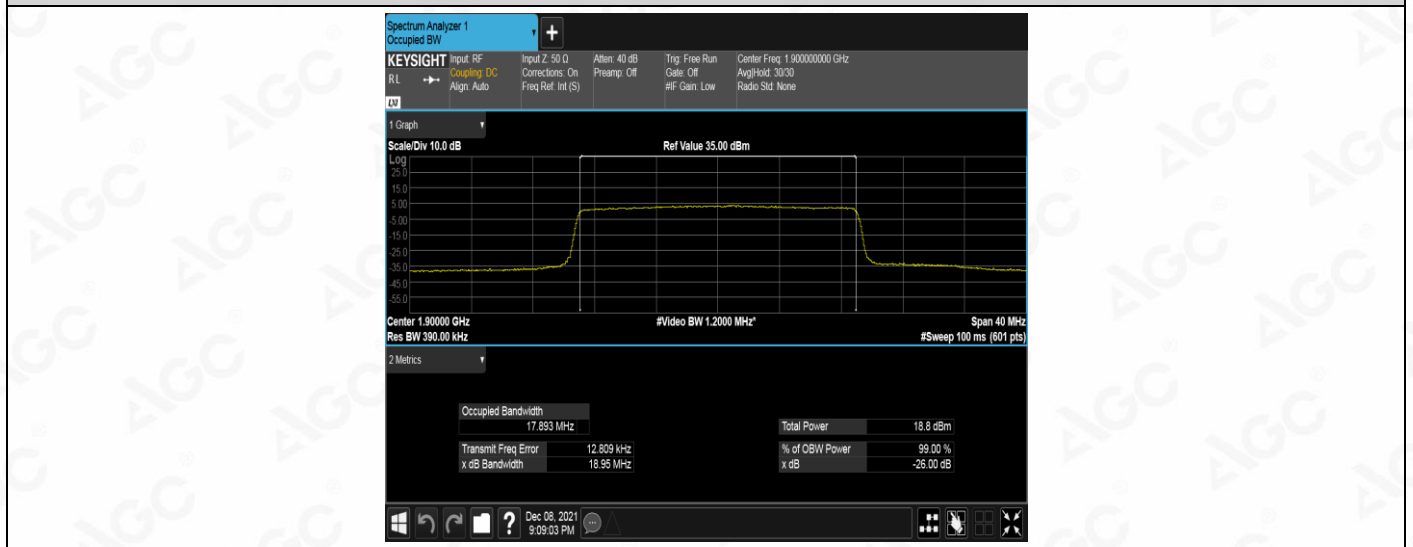 Spectrum Analyzer 1
Occupied BW
+
KEYSIGHT Input: RF Input Z: 50 Ω Atten: 40 dB Trig: Free Run Center Freq: 1.900000000 GHz
RL Coupling: DC Corrections: On Preamp: Off Gate: Off Avg|Hold: 30/30
Align: Auto Freq Ref: Int (S) #IF Gain: Low Radio Std: None
LXI
1 Graph
Scale/Div 10.0 dB Ref Value 35.00 dBm
Log
25.0
15.0
5.00
-5.00
-15.0
-25.0
-35.0
-45.0
-55.0
Center 1.90000 GHz #Video BW 1.2000 MHz* Span 40 MHz
Res BW 390.00 kHz #Sweep 100 ms (601 pts)
2 Metrics
Occupied Bandwidth
17.893 MHz Total Power 18.8 dBm
Transmit Freq Error 12.809 kHz % of OBW Power 99.00 %
x dB Bandwidth 18.95 MHz x dB -26.00 dB
? Dec 08, 2021
9:09:03 PM